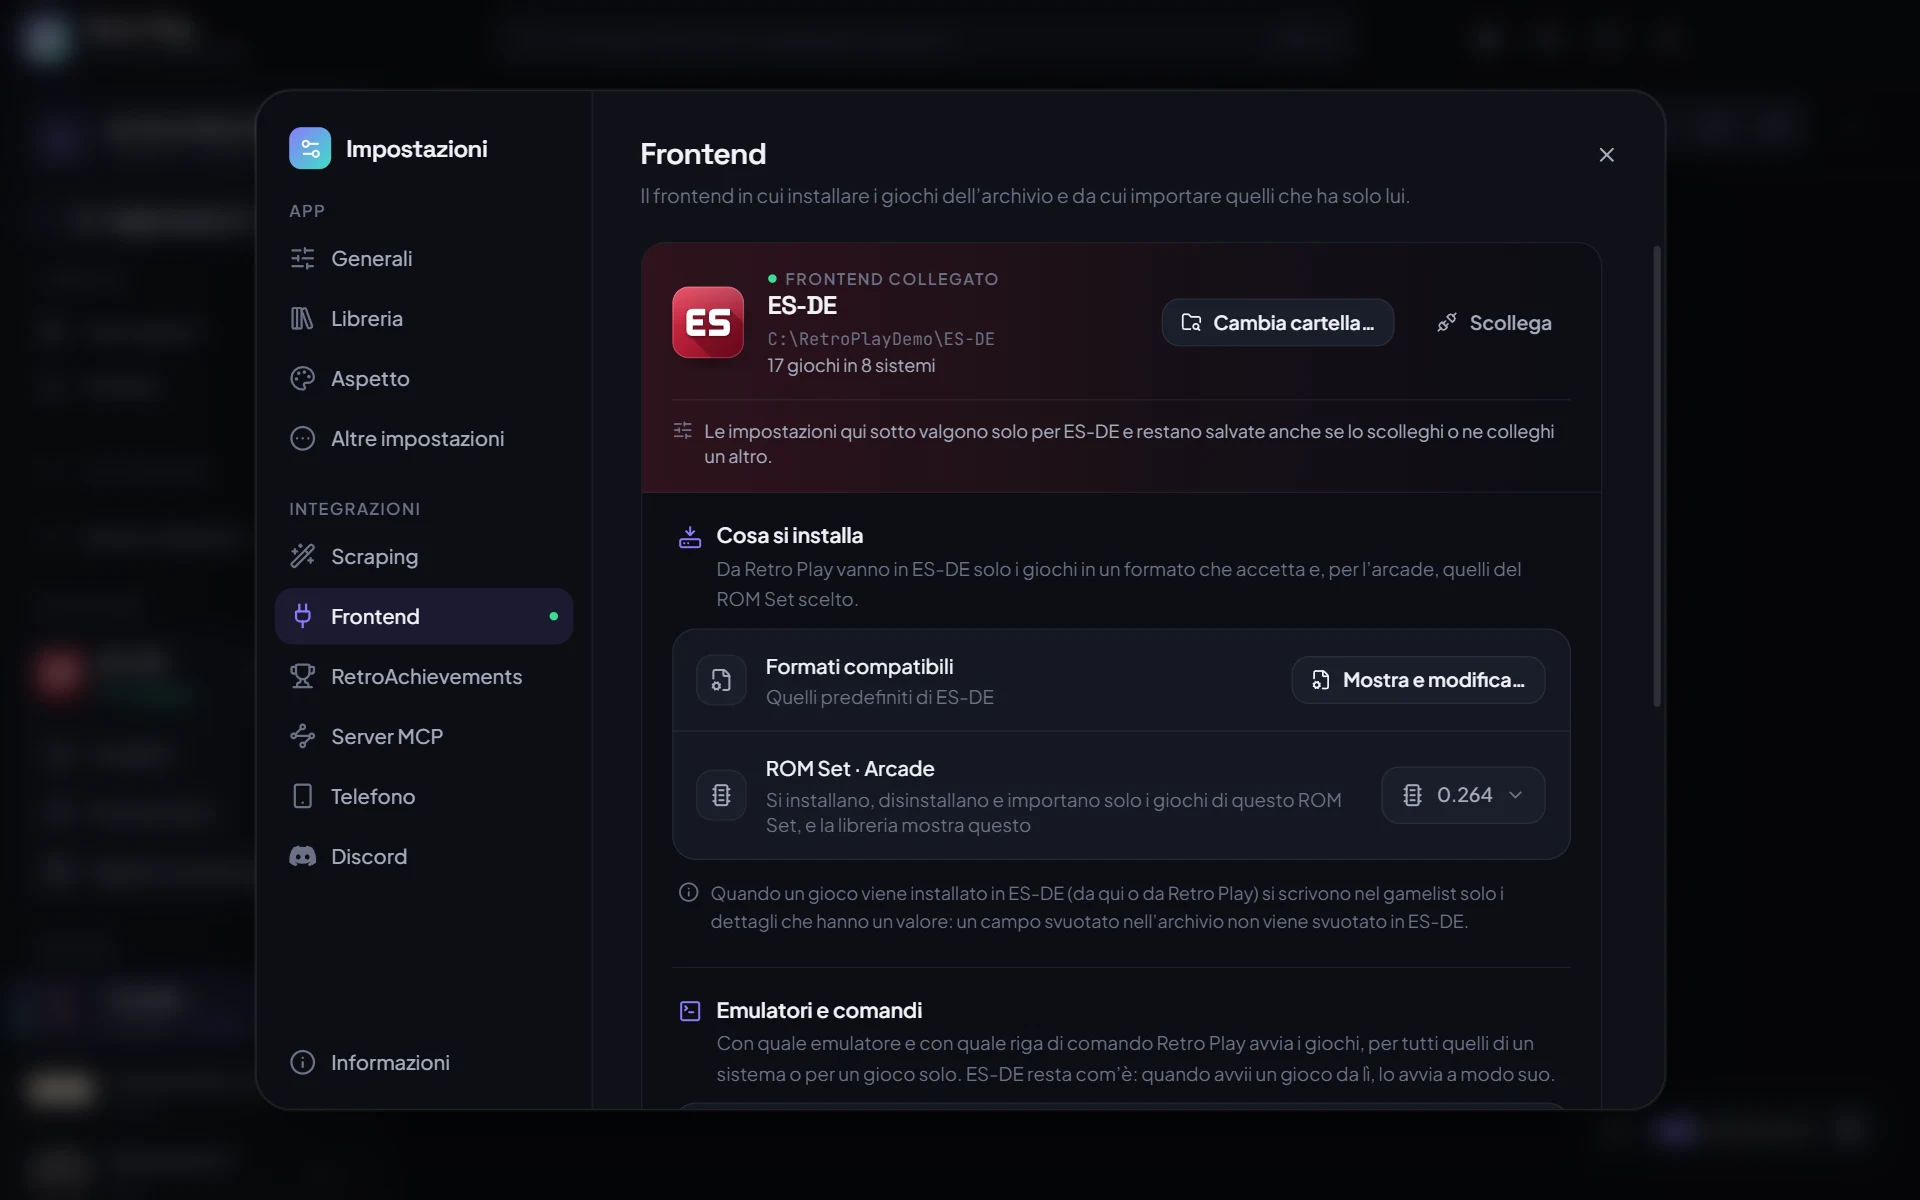 Impostazioni
APP
Generali
Libreria
Aspetto
Altre impostazioni
INTEGRAZIONI
Scraping
Frontend
RetroAchievements
Server MCP
Telefono
Discord
Informazioni
Frontend
Il frontend in cui installare i giochi dell’archivio e da cui importare quelli che ha solo lui.
ES
FRONTEND COLLEGATO
ES-DE
C:\RetroPlayDemo\ES-DE
17 giochi in 8 sistemi
Cambia cartella…
Scollega
Le impostazioni qui sotto valgono solo per ES-DE e restano salvate anche se lo scolleghi o ne colleghi
un altro.
Cosa si installa
Da Retro Play vanno in ES-DE solo i giochi in un formato che accetta e, per l’arcade, quelli del
ROM Set scelto.
Formati compatibili
Quelli predefiniti di ES-DE
Mostra e modifica…
ROM Set · Arcade
Si installano, disinstallano e importano solo i giochi di questo ROM
Set, e la libreria mostra questo
0.264
Quando un gioco viene installato in ES-DE (da qui o da Retro Play) si scrivono nel gamelist solo i
dettagli che hanno un valore: un campo svuotato nell’archivio non viene svuotato in ES-DE.
Emulatori e comandi
Con quale emulatore e con quale riga di comando Retro Play avvia i giochi, per tutti quelli di un
sistema o per un gioco solo. ES-DE resta com’è: quando avvii un gioco da lì, lo avvia a modo suo.